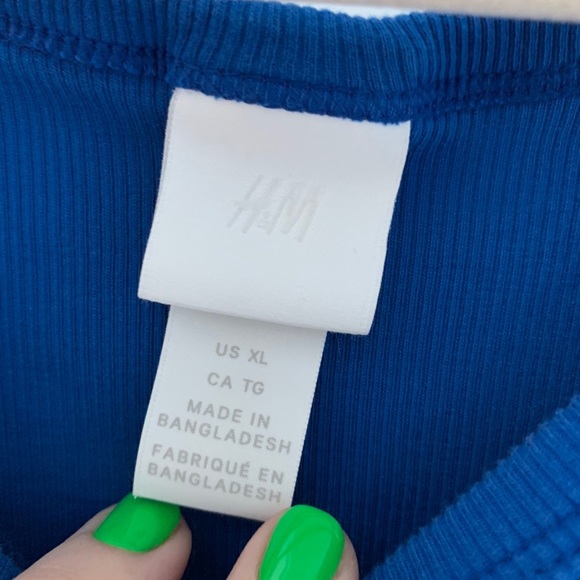 H&M
US XL
CA TG
MADE IN
BANGLADESH
FABRIQUÉ EN
BANGLADESH